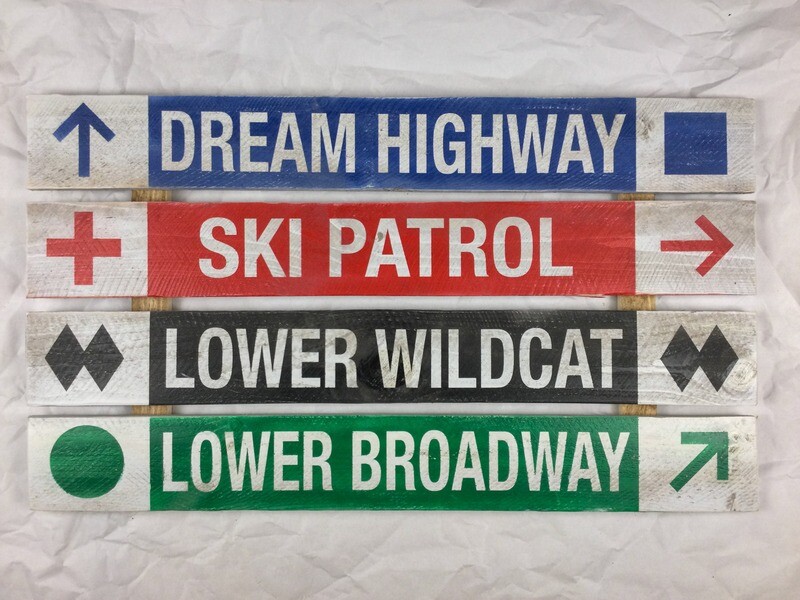 DREAM HIGHWAY
SKI PATROL
LOWER WILDCAT
LOWER BROADWAY